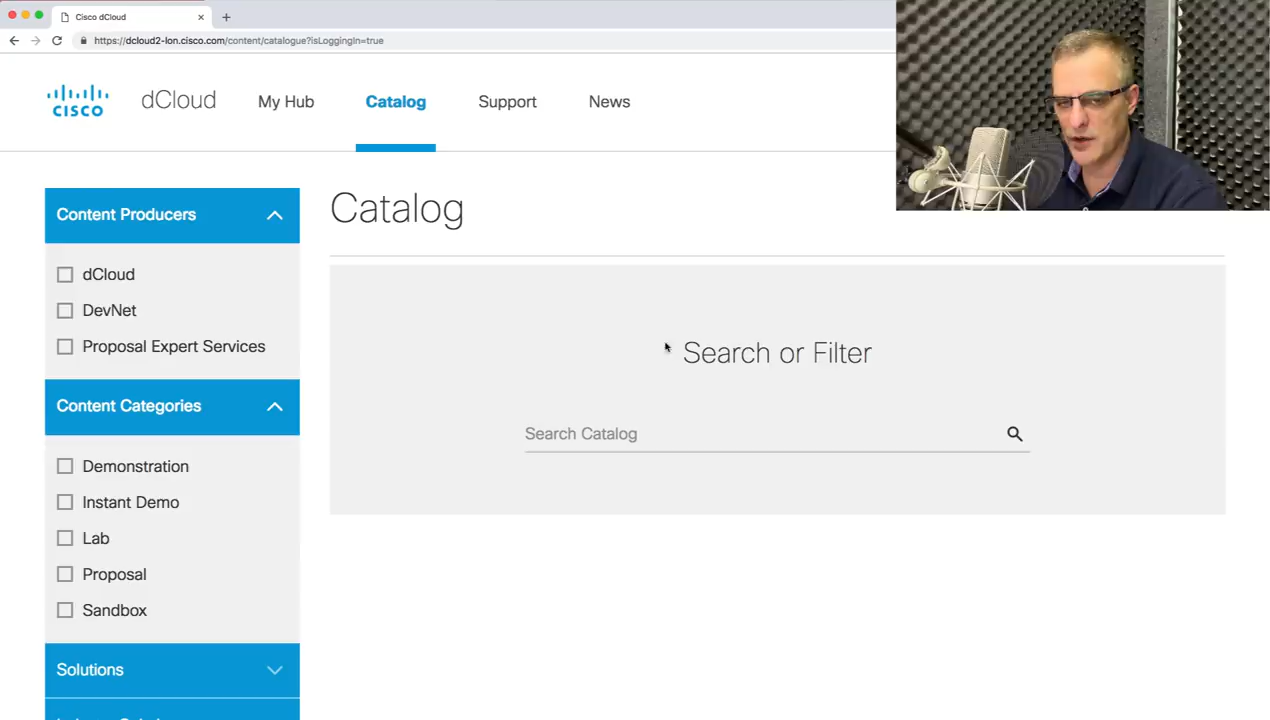 Cisco dCloud
https://dcloud2-lon.cisco.com/content/catalogue?isLoggingIn=true
CISCO
dCloud
My Hub
Catalog
Support
News
Content Producers
dCloud
DevNet
Proposal Expert Services
Content Categories
Demonstration
Instant Demo
Lab
Proposal
Sandbox
Solutions
Catalog
Search or Filter
Search Catalog